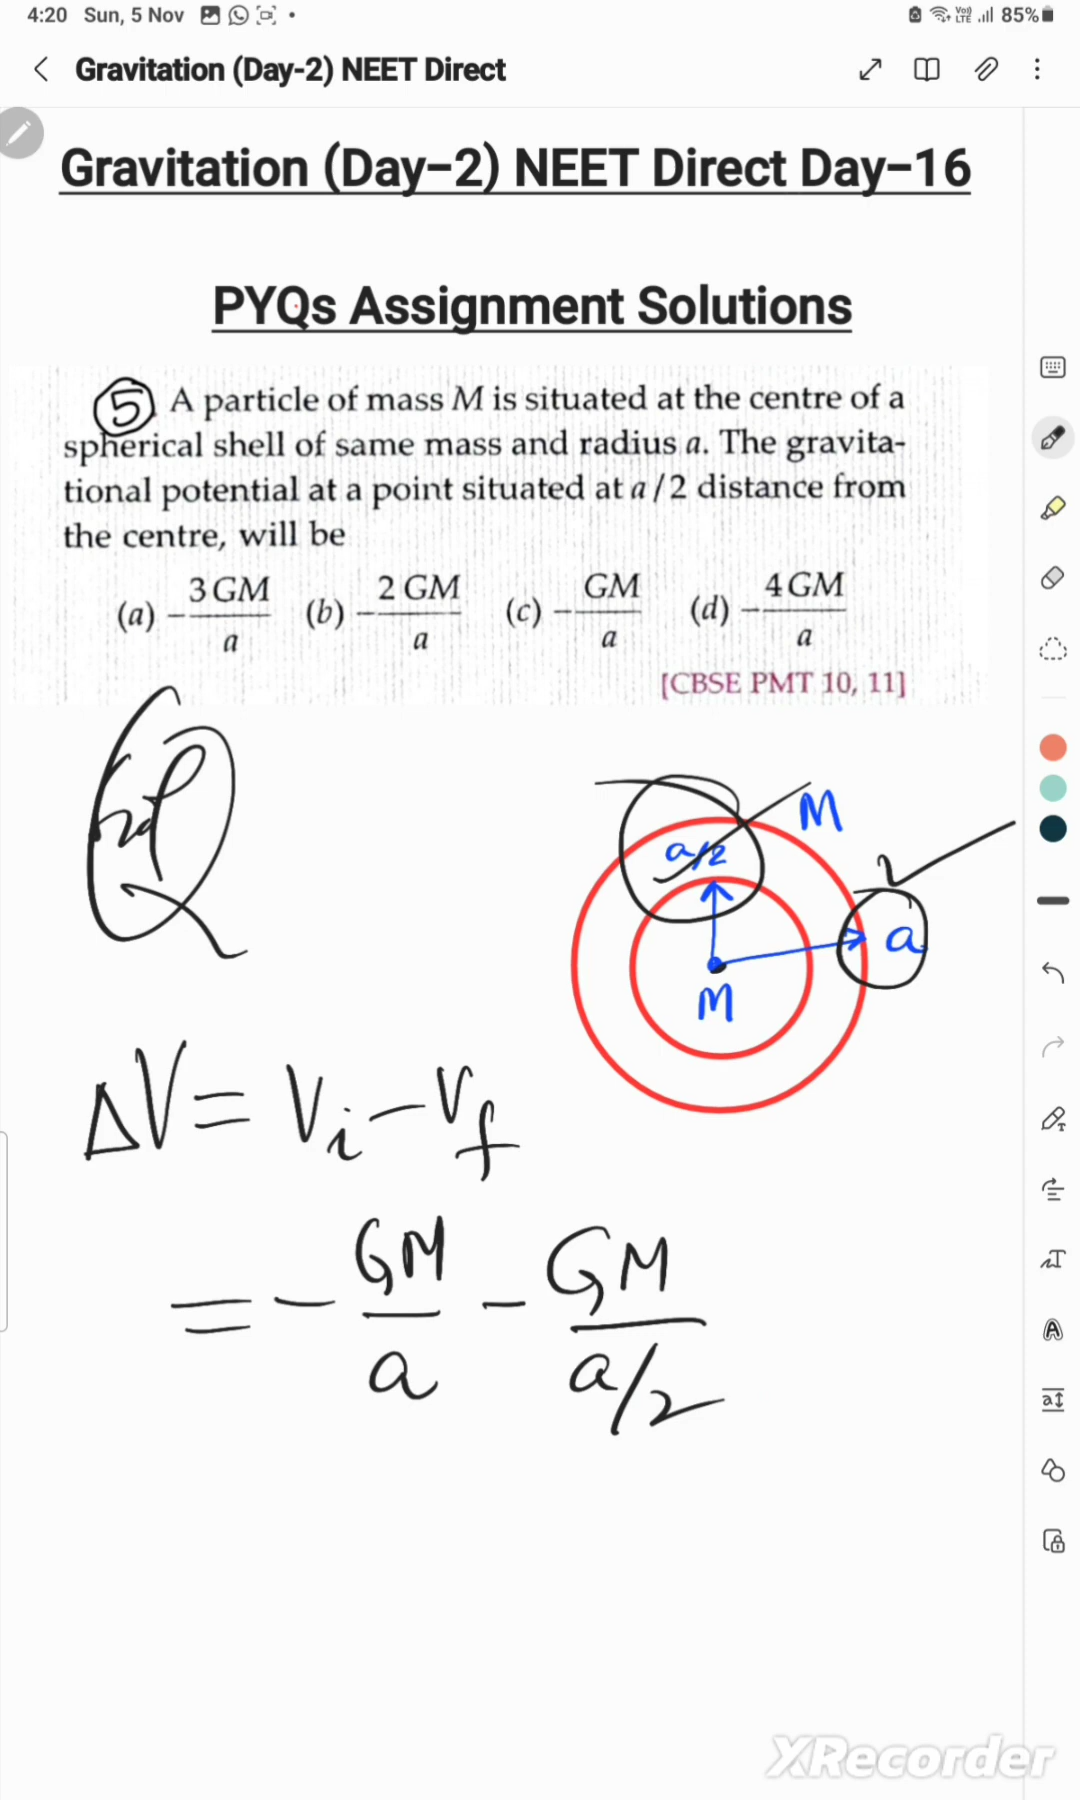 4:20 Sun, 5 Nov 85%
Gravitation (Day-2) NEET Direct
Gravitation (Day-2) NEET Direct Day-16
PYQs Assignment Solutions
5 A particle of mass M is situated at the centre of a
spherical shell of same mass and radius a. The gravita-
tional potential at a point situated at a/2 distance from
the centre, will be
(a) -3GM/a (b) -2GM/a (c) -GM/a (d) -4GM/a
[CBSE PMT 10, 11]
M
a/2
a
M
ΔV = Vi - Vf
= - GM/a - GM/a/2
XRecorder